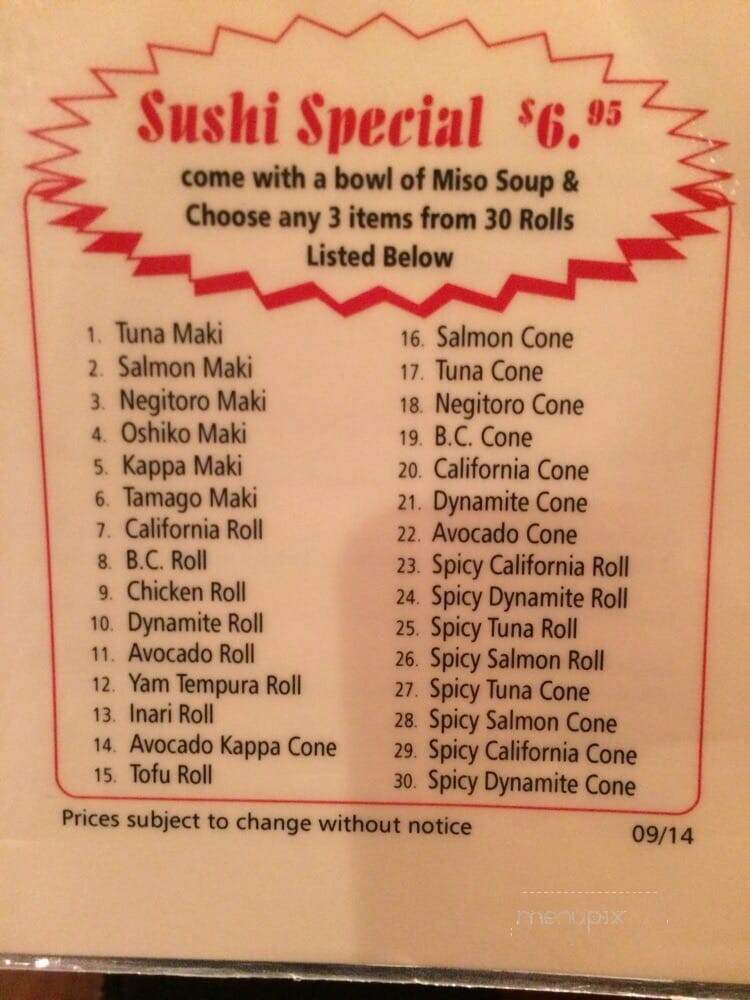 Sushi Special $6.95
come with a bowl of Miso Soup &
Choose any 3 items from 30 Rolls
Listed Below
1. Tuna Maki
2. Salmon Maki
3. Negitoro Maki
4. Oshiko Maki
5. Kappa Maki
6. Tamago Maki
7. California Roll
8. B.C. Roll
9. Chicken Roll
10. Dynamite Roll
11. Avocado Roll
12. Yam Tempura Roll
13. Inari Roll
14. Avocado Kappa Cone
15. Tofu Roll
16. Salmon Cone
17. Tuna Cone
18. Negitoro Cone
19. B.C. Cone
20. California Cone
21. Dynamite Cone
22. Avocado Cone
23. Spicy California Roll
24. Spicy Dynamite Roll
25. Spicy Tuna Roll
26. Spicy Salmon Roll
27. Spicy Tuna Cone
28. Spicy Salmon Cone
29. Spicy California Cone
30. Spicy Dynamite Cone
Prices subject to change without notice
09/14
menupix